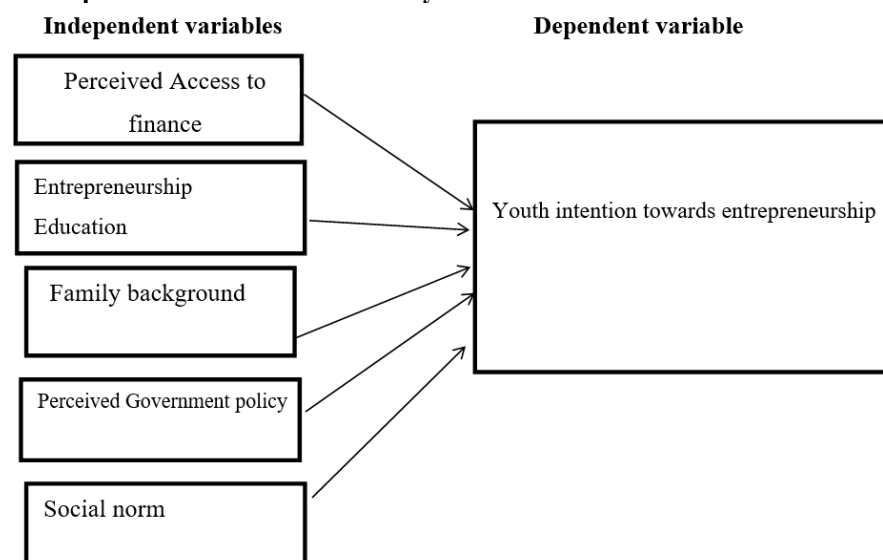 Independent variables
Dependent variable
Perceived Access to
finance
Entrepreneurship
Education
Youth intention towards entrepreneurship
Family background
Perceived Government policy
Social norm